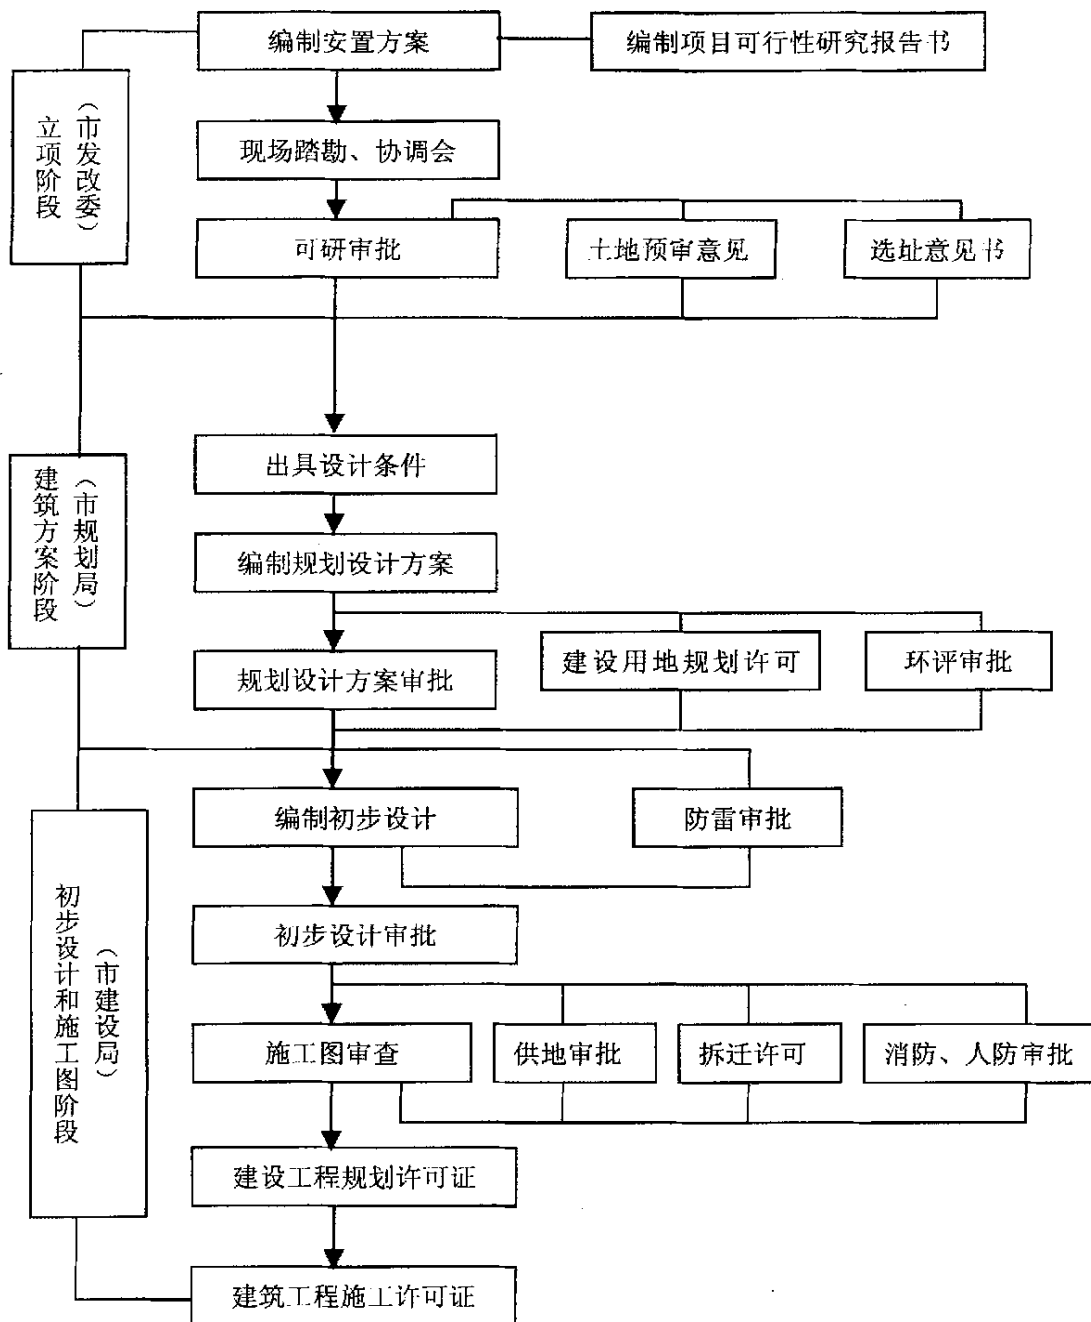 编制安置方案
编制项目可行性研究报告书
（市发改委）
立项阶段
现场踏勘、协调会
可研审批
土地预审意见
选址意见书
出具设计条件
（市规划局）
建筑方案阶段
编制规划设计方案
规划设计方案审批
建设用地规划许可
环评审批
编制初步设计
防雷审批
（市建设局）
初步设计和施工图阶段
初步设计审批
施工图审查
供地审批
拆迁许可
消防、人防审批
建设工程规划许可证
建筑工程施工许可证